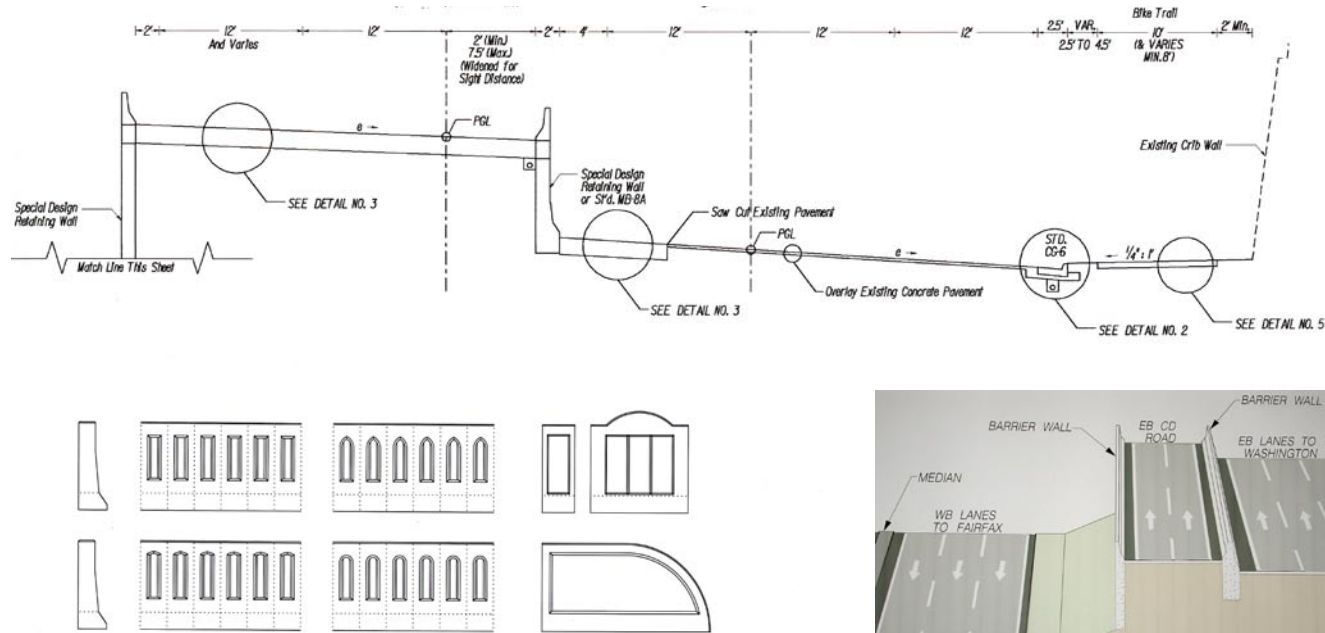 2'
12'
And Varies
12'
2' (Min.)
7.5' (Max.)
(Widened for
Sight Distance)
2'
4'
12'
12'
12'
2.5'
VAR.
2.5' TO 4.5'
Bike Trail
10'
(& VARIES
MIN. 8')
2' Min.
e →
PGL
SEE DETAIL NO. 3
Special Design
Retaining Wall
Match Line This Sheet
Special Design
Retaining Wall
or Std. MB-8A
Saw Cut Existing Pavement
PGL
e →
Overlay Existing Concrete Pavement
SEE DETAIL NO. 3
STD.
CG-6
← 1/4" : 1'
Existing Crib Wall
SEE DETAIL NO. 2
SEE DETAIL NO. 5
BARRIER WALL
BARRIER WALL
EB CD
ROAD
EB LANES TO
WASHINGTON
MEDIAN
WB LANES
TO FAIRFAX